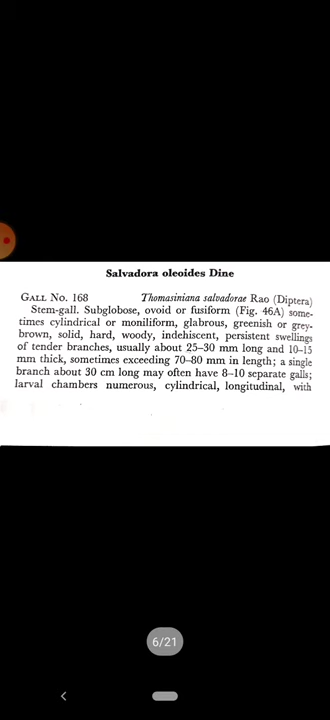 Salvadora oleoides Dine
GALL No. 168 Thomasiniana salvadorae Rao (Diptera)
Stem-gall. Subglobose, ovoid or fusiform (Fig. 46A) some-
times cylindrical or moniliform, glabrous, greenish or grey-
brown, solid, hard, woody, indehiscent, persistent swellings
of tender branches, usually about 25–30 mm long and 10–15
mm thick, sometimes exceeding 70–80 mm in length; a single
branch about 30 cm long may often have 8–10 separate galls;
larval chambers numerous, cylindrical, longitudinal, with
6/21